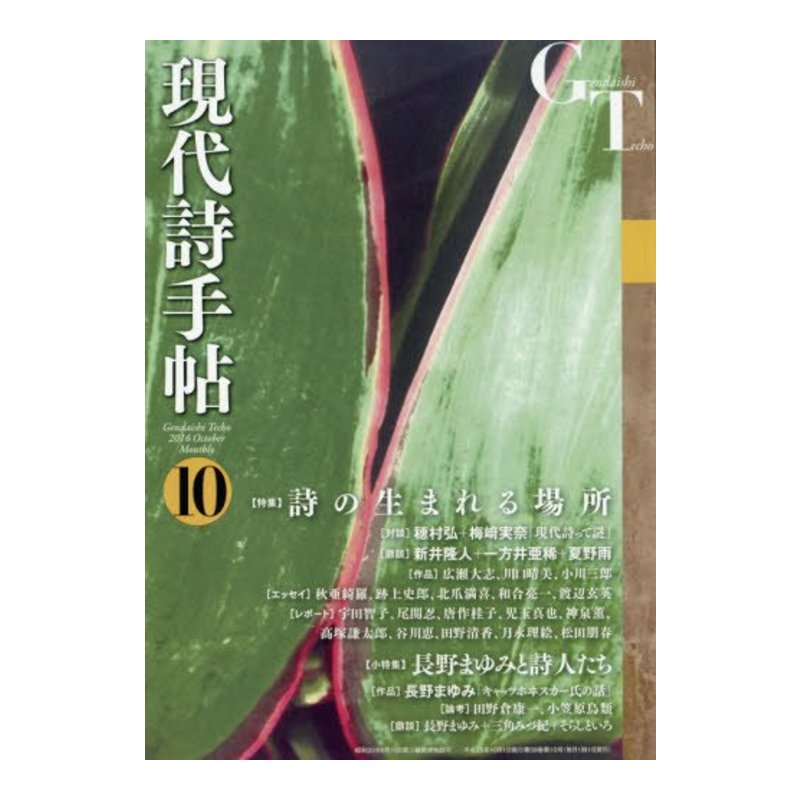 現代詩手帖
Gendaishi Techo
2016 October
Monthly
10
Gendaishi
Techo
[特集] 詩の生まれる場所
[対談] 穂村弘+梅﨑実奈「現代詩って謎」
[鼎談] 新井隆人+一方井亜稀+夏野雨
[作品] 広瀬大志、川口晴美、小川三郎
[エッセイ] 秋亜綺羅、跡上史郎、北爪満喜、和合亮一、渡辺玄英
[レポート] 宇田智子、尾関忍、唐作桂子、児玉真也、神泉薫、
髙塚謙太郎、谷川恵、田野清香、月永理絵、松田朋春
[小特集] 長野まゆみと詩人たち
[作品] 長野まゆみ「キャッツホヰスカー氏の話」
[論考] 田野倉康一、小笠原鳥類
[鼎談] 長野まゆみ+三角みづ紀+そらしといろ